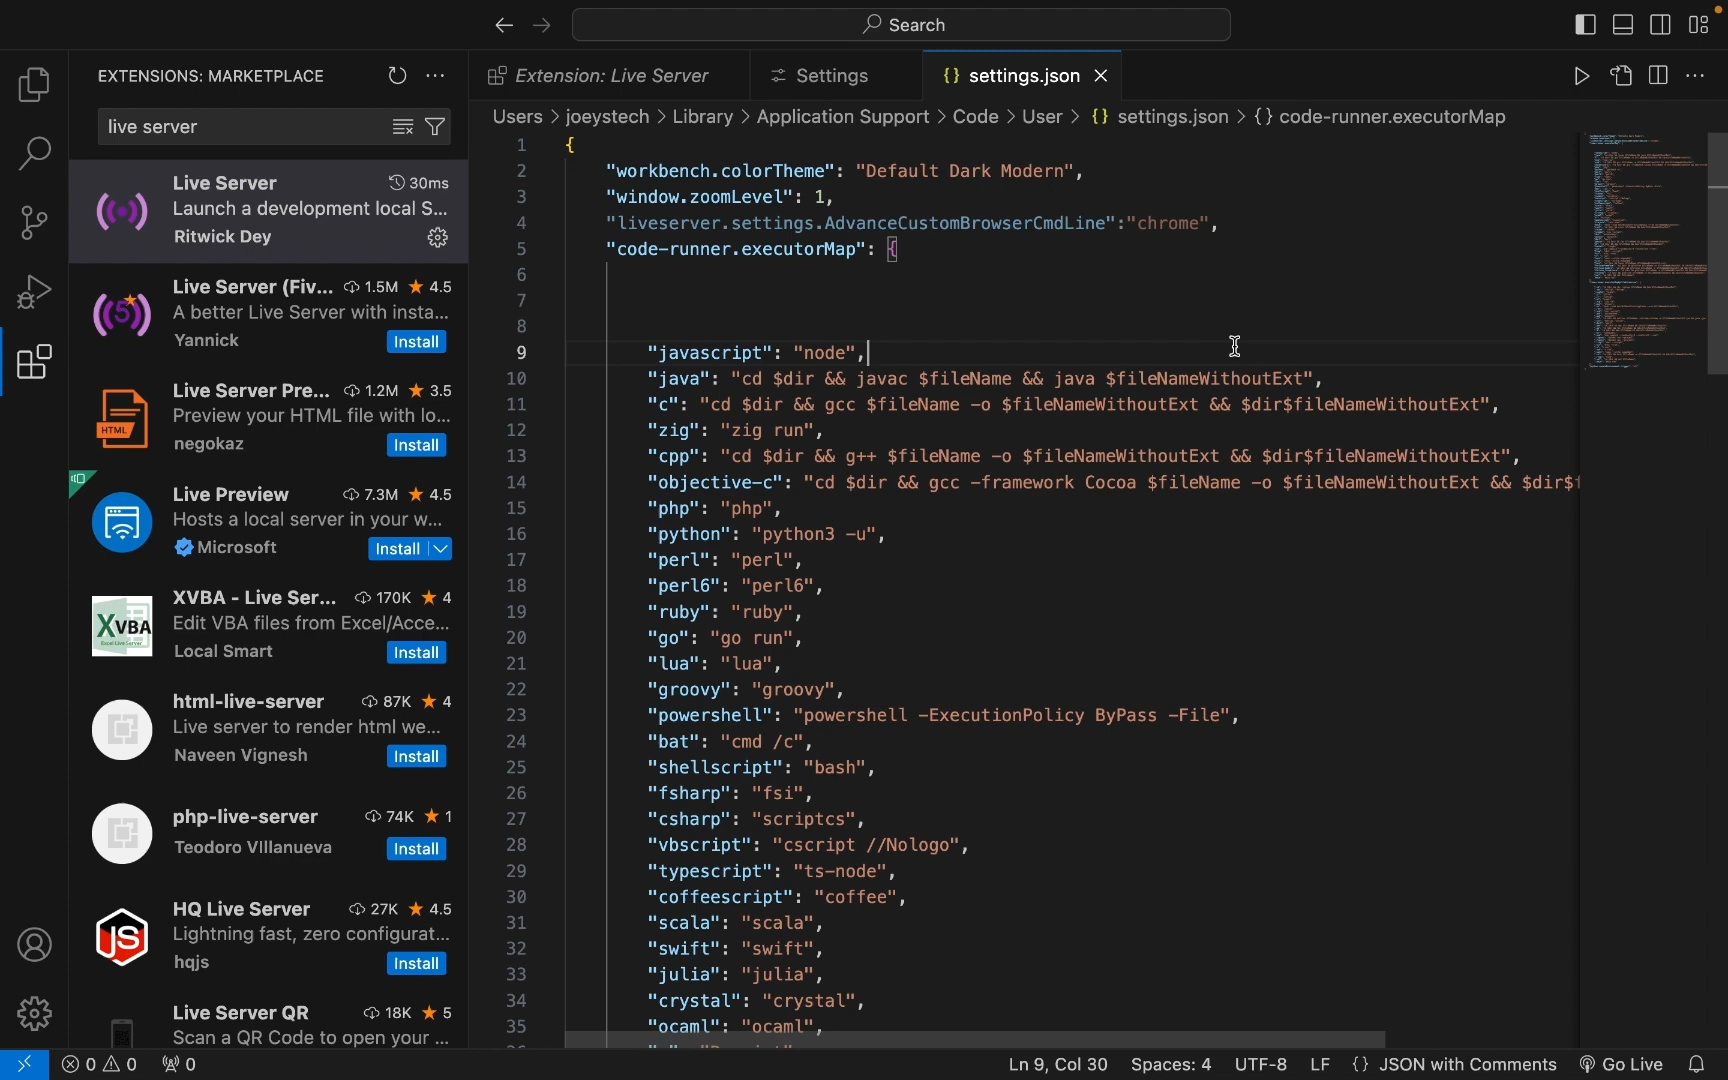 Search
EXTENSIONS: MARKETPLACE
live server
Live Server 30ms
Launch a development local S...
Ritwick Dey
Live Server (Fiv... 1.5M ★ 4.5
A better Live Server with insta...
Yannick
Install
Live Server Pre... 1.2M ★ 3.5
Preview your HTML file with lo...
negokaz
Install
HTML
Live Preview 7.3M ★ 4.5
Hosts a local server in your w...
Microsoft
Install
XVBA - Live Ser... 170K ★ 4
Edit VBA files from Excel/Acce...
Local Smart
Install
XVBA
html-live-server 87K ★ 4
Live server to render html we...
Naveen Vignesh
Install
php-live-server 74K ★ 1
Teodoro VIllanueva
Install
HQ Live Server 27K ★ 4.5
Lightning fast, zero configurat...
hqjs
Install
JS
Live Server QR 18K ★ 5
Scan a QR Code to open your ...
Extension: Live Server
Settings
{} settings.json
Users > joeystech > Library > Application Support > Code > User > {} settings.json > {} code-runner.executorMap
1 {
2 "workbench.colorTheme": "Default Dark Modern",
3 "window.zoomLevel": 1,
4 "liveserver.settings.AdvanceCustomBrowserCmdLine":"chrome",
5 "code-runner.executorMap": {
6
7
8
9 "javascript": "node",
10 "java": "cd $dir && javac $fileName && java $fileNameWithoutExt",
11 "c": "cd $dir && gcc $fileName -o $fileNameWithoutExt && $dir$fileNameWithoutExt",
12 "zig": "zig run",
13 "cpp": "cd $dir && g++ $fileName -o $fileNameWithoutExt && $dir$fileNameWithoutExt",
14 "objective-c": "cd $dir && gcc -framework Cocoa $fileName -o $fileNameWithoutExt && $dir$f
15 "php": "php",
16 "python": "python3 -u",
17 "perl": "perl",
18 "perl6": "perl6",
19 "ruby": "ruby",
20 "go": "go run",
21 "lua": "lua",
22 "groovy": "groovy",
23 "powershell": "powershell -ExecutionPolicy ByPass -File",
24 "bat": "cmd /c",
25 "shellscript": "bash",
26 "fsharp": "fsi",
27 "csharp": "scriptcs",
28 "vbscript": "cscript //Nologo",
29 "typescript": "ts-node",
30 "coffeescript": "coffee",
31 "scala": "scala",
32 "swift": "swift",
33 "julia": "julia",
34 "crystal": "crystal",
35 "ocaml": "ocaml",
0 0 0 Ln 9, Col 30 Spaces: 4 UTF-8 LF {} JSON with Comments Go Live